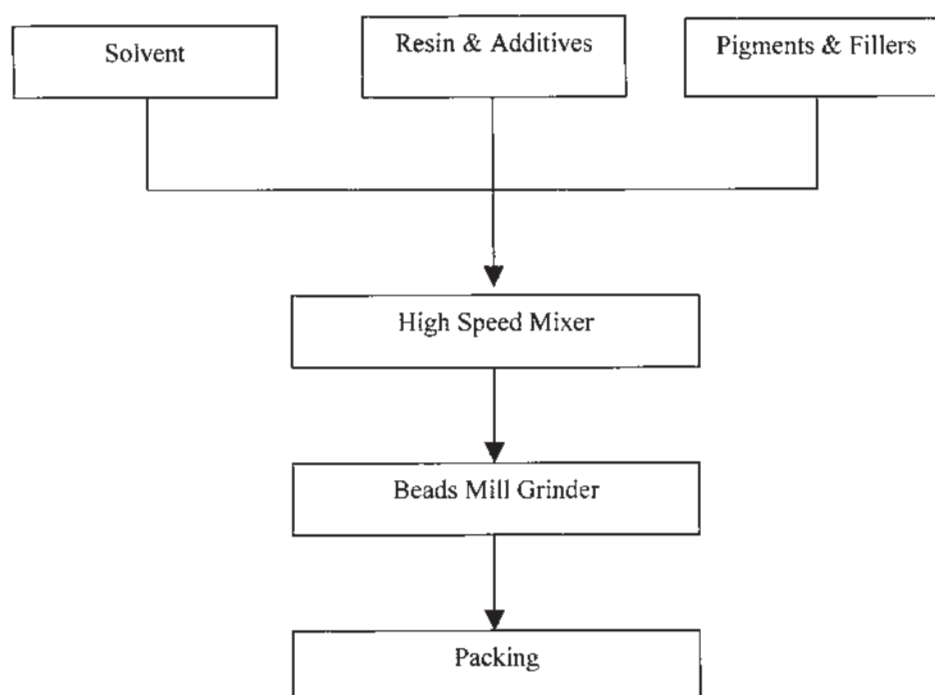 Solvent
Resin & Additives
Pigments & Fillers
High Speed Mixer
Beads Mill Grinder
Packing